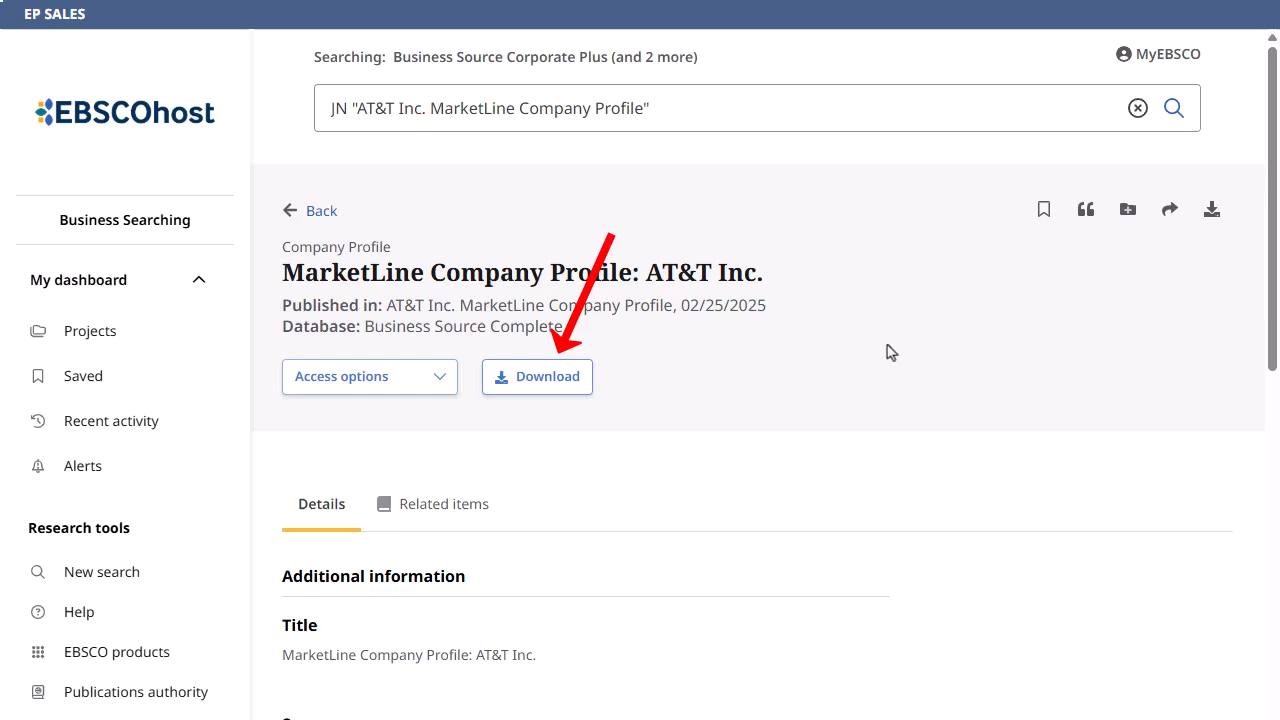 EP SALES
EBSCOhost
Business Searching
My dashboard
Projects
Saved
Recent activity
Alerts
Research tools
New search
Help
EBSCO products
Publications authority
Searching: Business Source Corporate Plus (and 2 more)
MyEBSCO
JN "AT&T Inc. MarketLine Company Profile"
Back
Company Profile
MarketLine Company Profile: AT&T Inc.
Published in: AT&T Inc. MarketLine Company Profile, 02/25/2025
Database: Business Source Complete
Access options
Download
Details
Related items
Additional information
Title
MarketLine Company Profile: AT&T Inc.